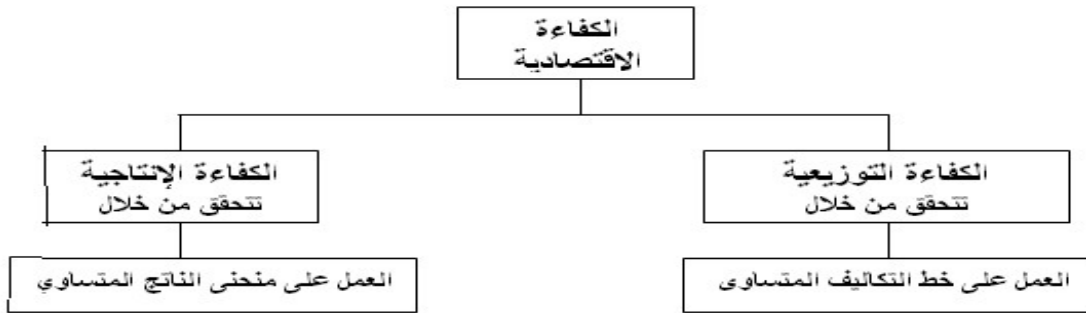 الكفاءة
الاقتصادية
الكفاءة التوزيعية
تتحقق من خلال
الكفاءة الإنتاجية
تتحقق من خلال
العمل على خط التكاليف المتساوى
العمل على منحنى الناتج المتساوي